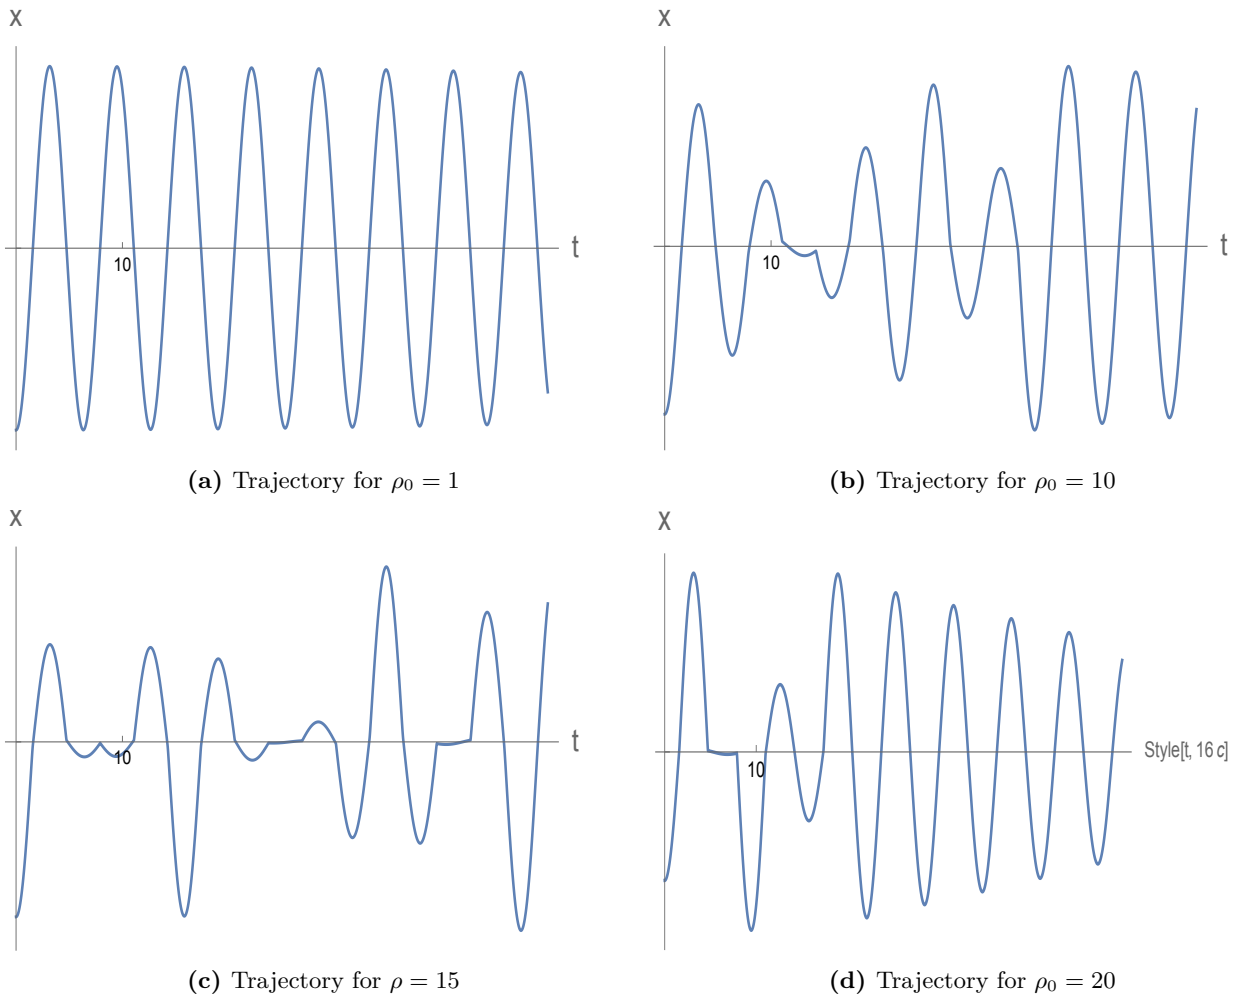 x
t
10
(a) Trajectory for ρ₀ = 1
x
t
10
(b) Trajectory for ρ₀ = 10
x
t
10
(c) Trajectory for ρ = 15
x
Style[t, 16 c]
10
(d) Trajectory for ρ₀ = 20